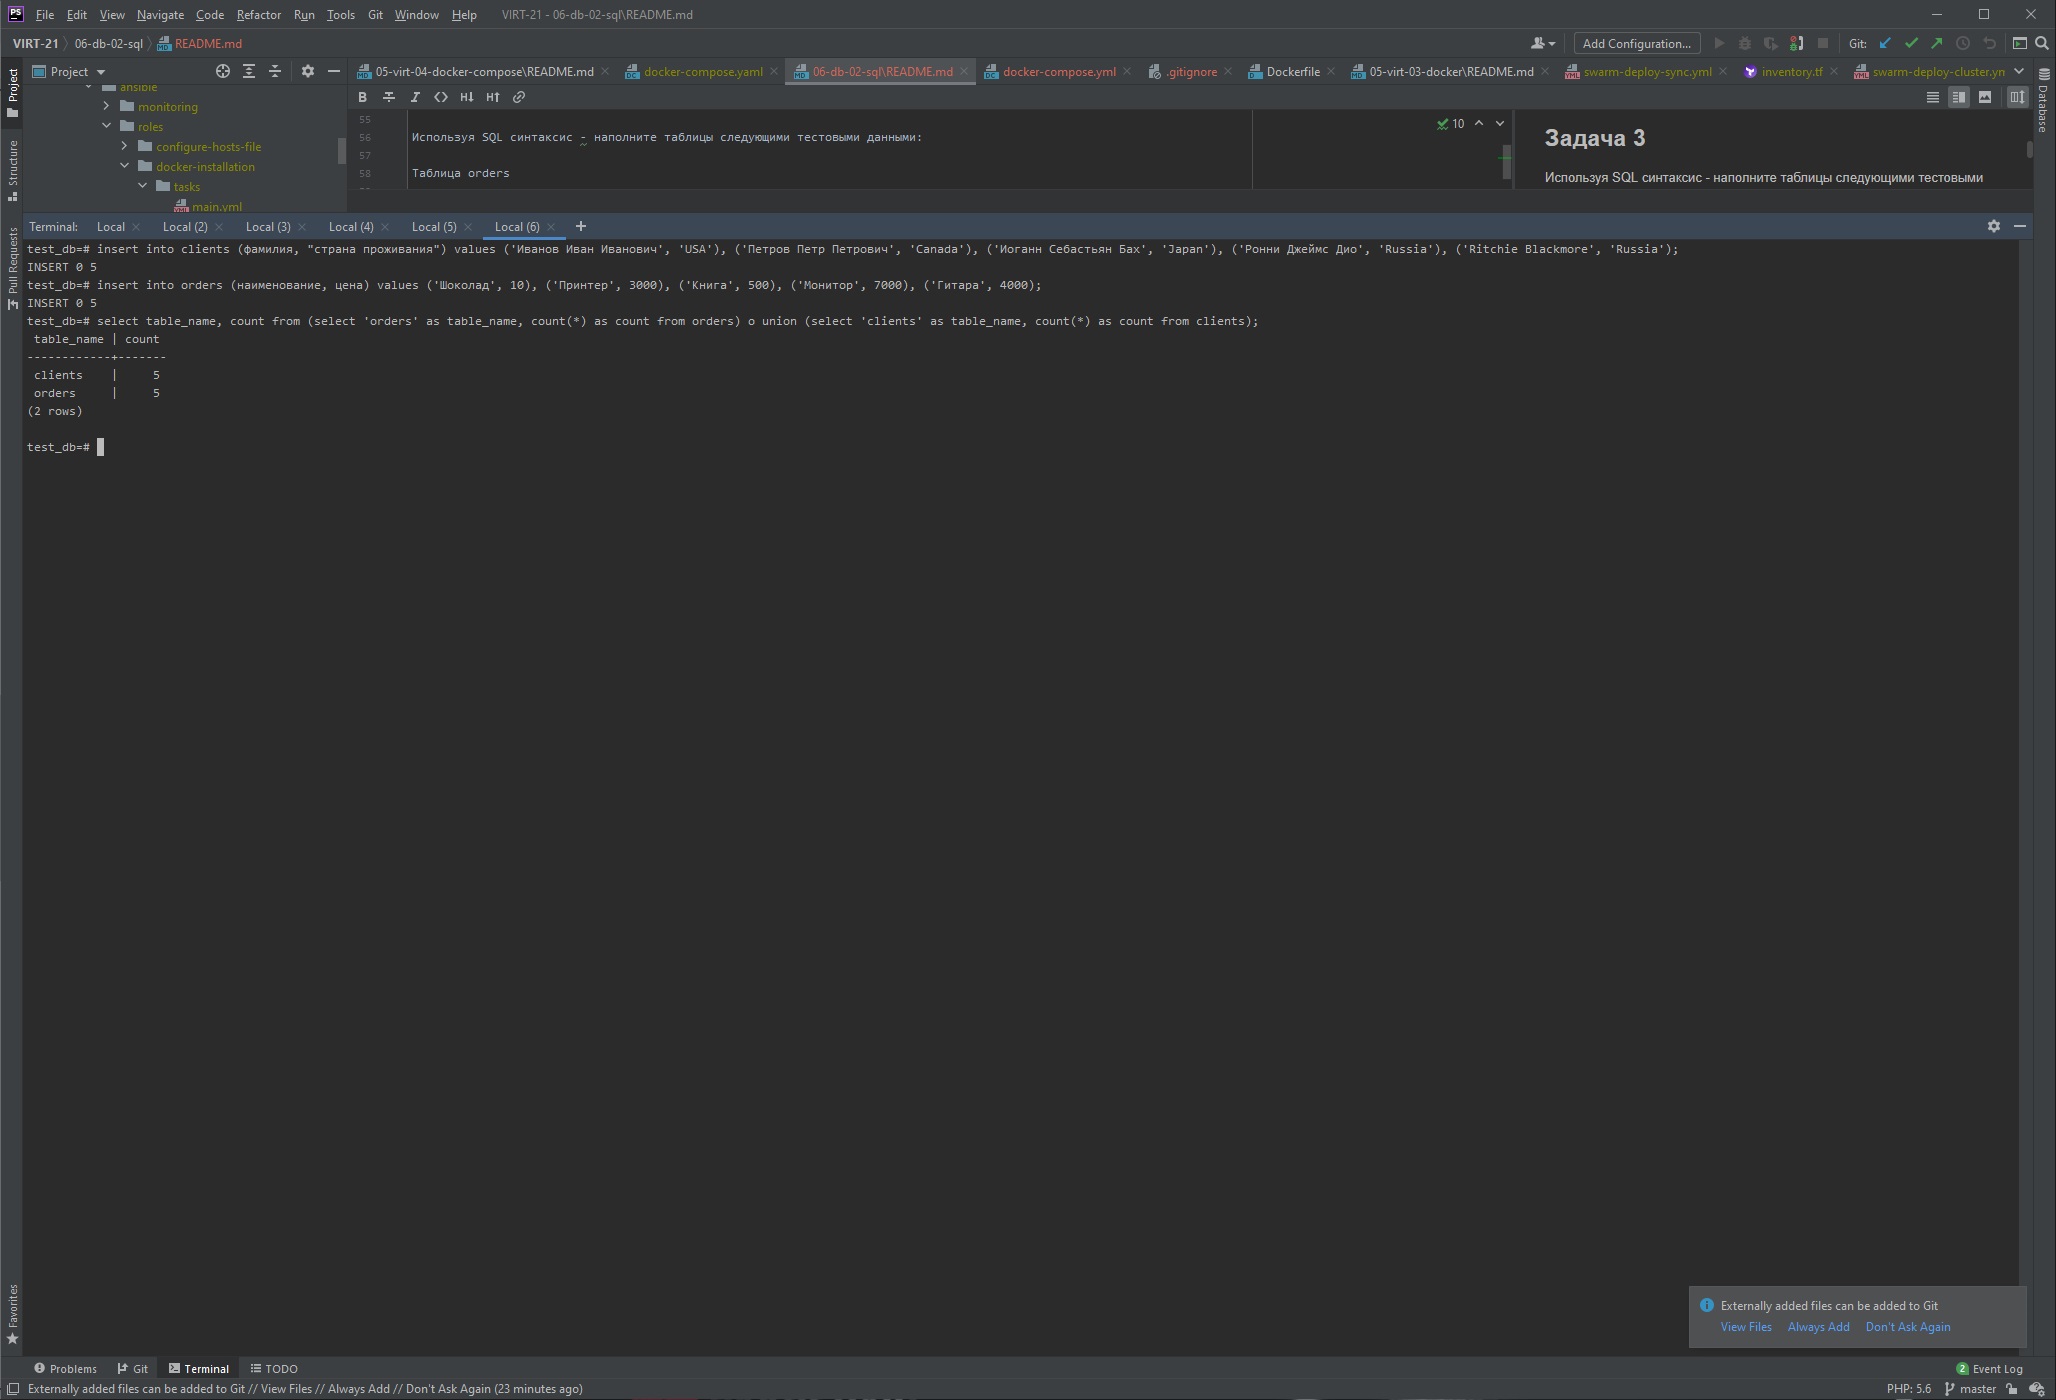 PS File Edit View Navigate Code Refactor Run Tools Git Window Help VIRT-21 - 06-db-02-sql\README.md
VIRT-21 06-db-02-sql README.md Add Configuration... Git:
Project 05-virt-04-docker-compose\README.md docker-compose.yaml 06-db-02-sql\README.md docker-compose.yml .gitignore Dockerfile 05-virt-03-docker\README.md swarm-deploy-sync.yml inventory.tf swarm-deploy-cluster.yn
Project
Structure
Pull Requests
Favorites
Database
ansible
monitoring
roles
configure-hosts-file
docker-installation
tasks
main.yml
B I <> H↓ H↑
55
56 Используя SQL синтаксис - наполните таблицы следующими тестовыми данными:
57
58 Таблица orders
10
Задача 3
Используя SQL синтаксис - наполните таблицы следующими тестовыми
Terminal: Local Local (2) Local (3) Local (4) Local (5) Local (6) +
test_db=# insert into clients (фамилия, "страна проживания") values ('Иванов Иван Иванович', 'USA'), ('Петров Петр Петрович', 'Canada'), ('Иоганн Себастьян Бах', 'Japan'), ('Ронни Джеймс Дио', 'Russia'), ('Ritchie Blackmore', 'Russia');
INSERT 0 5
test_db=# insert into orders (наименование, цена) values ('Шоколад', 10), ('Принтер', 3000), ('Книга', 500), ('Монитор', 7000), ('Гитара', 4000);
INSERT 0 5
test_db=# select table_name, count from (select 'orders' as table_name, count(*) as count from orders) o union (select 'clients' as table_name, count(*) as count from clients);
table_name | count
------------+-------
clients | 5
orders | 5
(2 rows)
test_db=#
Externally added files can be added to Git
View Files Always Add Don't Ask Again
Problems Git Terminal TODO 2 Event Log
Externally added files can be added to Git // View Files // Always Add // Don't Ask Again (23 minutes ago) PHP: 5.6 master